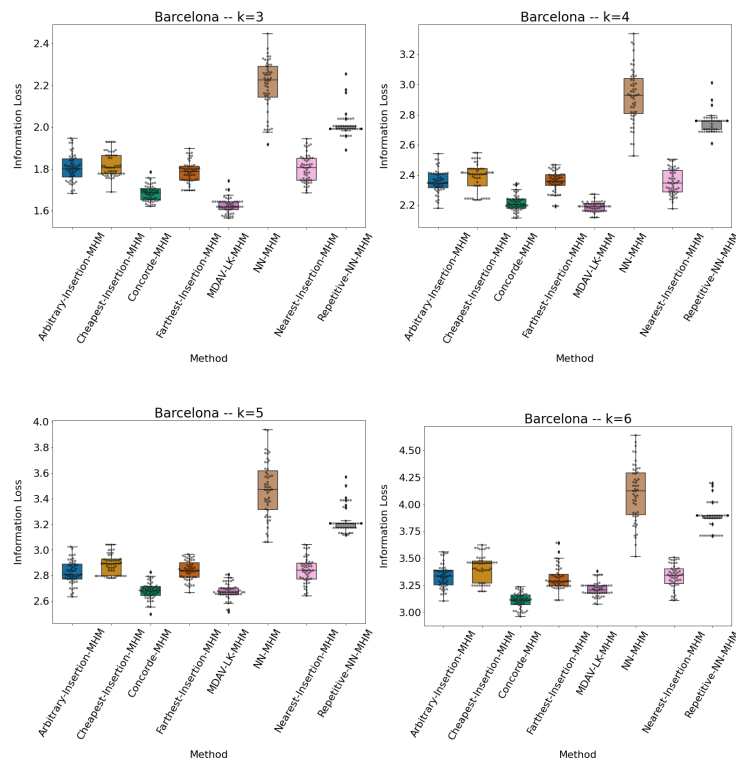 Barcelona -- k=3
Information Loss
2.4
2.2
2.0
1.8
1.6
Arbitrary-Insertion-MHM
Cheapest-Insertion-MHM
Concorde-MHM
Farthest-Insertion-MHM
MDAV-LK-MHM
NN-MHM
Nearest-Insertion-MHM
Repetitive-NN-MHM
Method
Barcelona -- k=4
Information Loss
3.2
3.0
2.8
2.6
2.4
2.2
Arbitrary-Insertion-MHM
Cheapest-Insertion-MHM
Concorde-MHM
Farthest-Insertion-MHM
MDAV-LK-MHM
NN-MHM
Nearest-Insertion-MHM
Repetitive-NN-MHM
Method
Barcelona -- k=5
Information Loss
4.0
3.8
3.6
3.4
3.2
3.0
2.8
2.6
Arbitrary-Insertion-MHM
Cheapest-Insertion-MHM
Concorde-MHM
Farthest-Insertion-MHM
MDAV-LK-MHM
NN-MHM
Nearest-Insertion-MHM
Repetitive-NN-MHM
Method
Barcelona -- k=6
Information Loss
4.50
4.25
4.00
3.75
3.50
3.25
3.00
Arbitrary-Insertion-MHM
Cheapest-Insertion-MHM
Concorde-MHM
Farthest-Insertion-MHM
MDAV-LK-MHM
NN-MHM
Nearest-Insertion-MHM
Repetitive-NN-MHM
Method